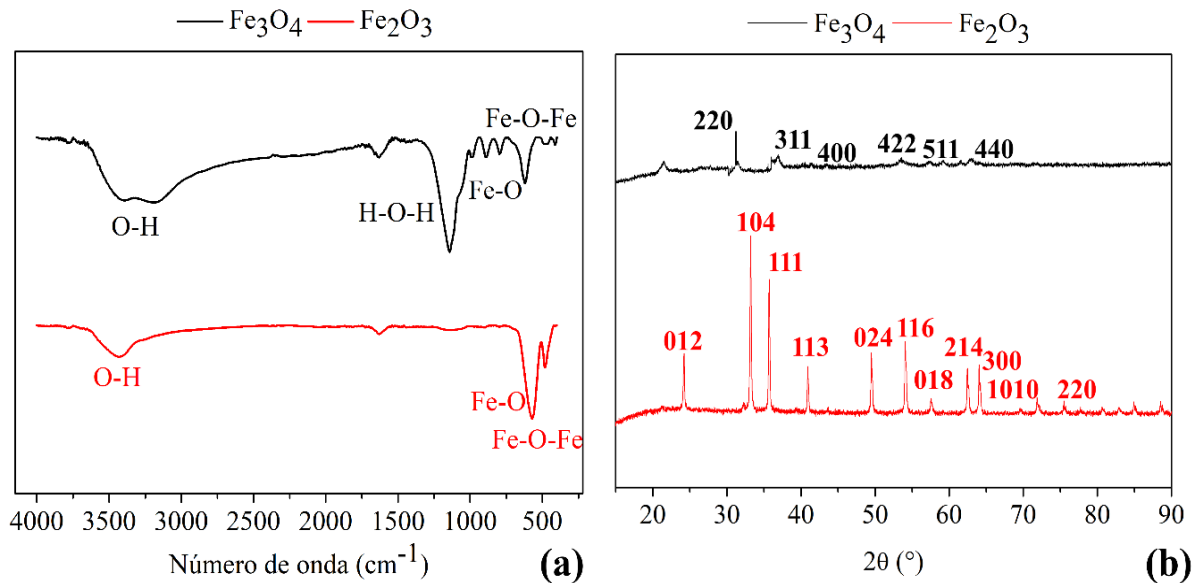 Fe3O4 Fe2O3
Fe-O-Fe
Fe-O
H-O-H
O-H
O-H
Fe-O
Fe-O-Fe
4000 3500 3000 2500 2000 1500 1000 500
Número de onda (cm-1)
(a)
Fe3O4 Fe2O3
220
311
400
422
511
440
104
111
012
113
024
116
018
214
300
1010
220
20 30 40 50 60 70 80 90
2θ (°)
(b)